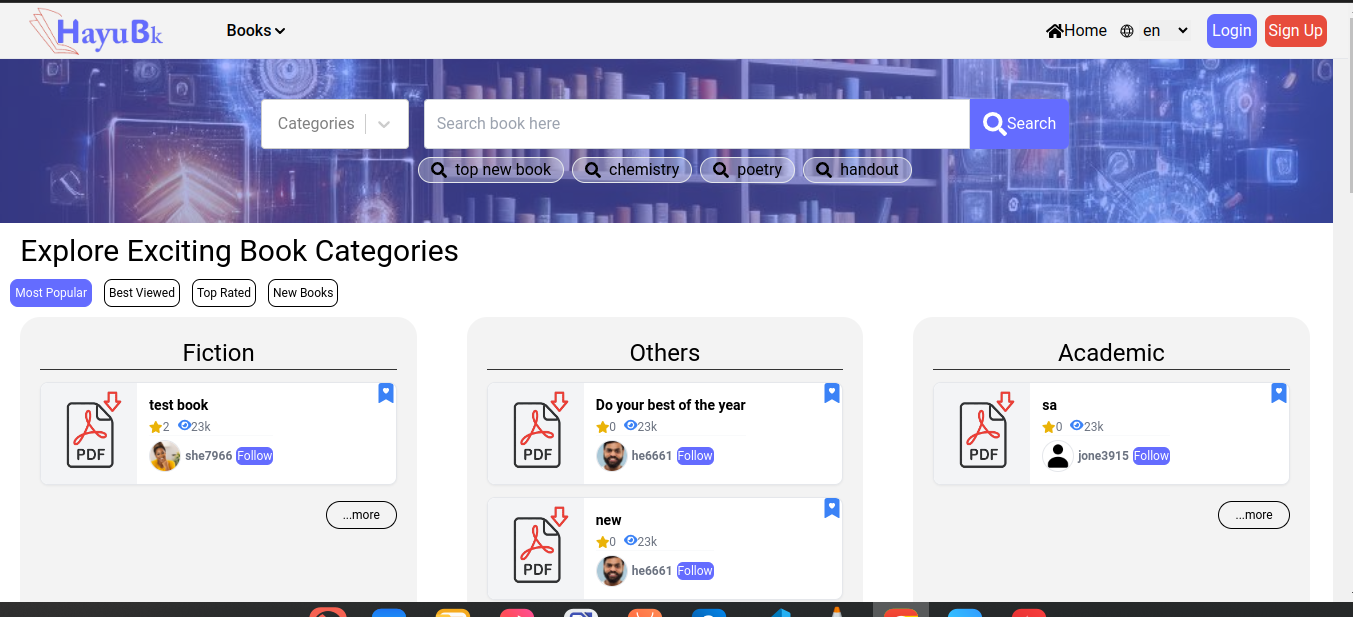 HayuBk
Books
Home
en
Login
Sign Up
Categories
Search book here
Search
top new book
chemistry
poetry
handout
Explore Exciting Book Categories
Most Popular
Best Viewed
Top Rated
New Books
Fiction
PDF
test book
2
23k
she7966
Follow
...more
Others
PDF
Do your best of the year
0
23k
he6661
Follow
PDF
new
0
23k
he6661
Follow
Academic
PDF
sa
0
23k
jone3915
Follow
...more